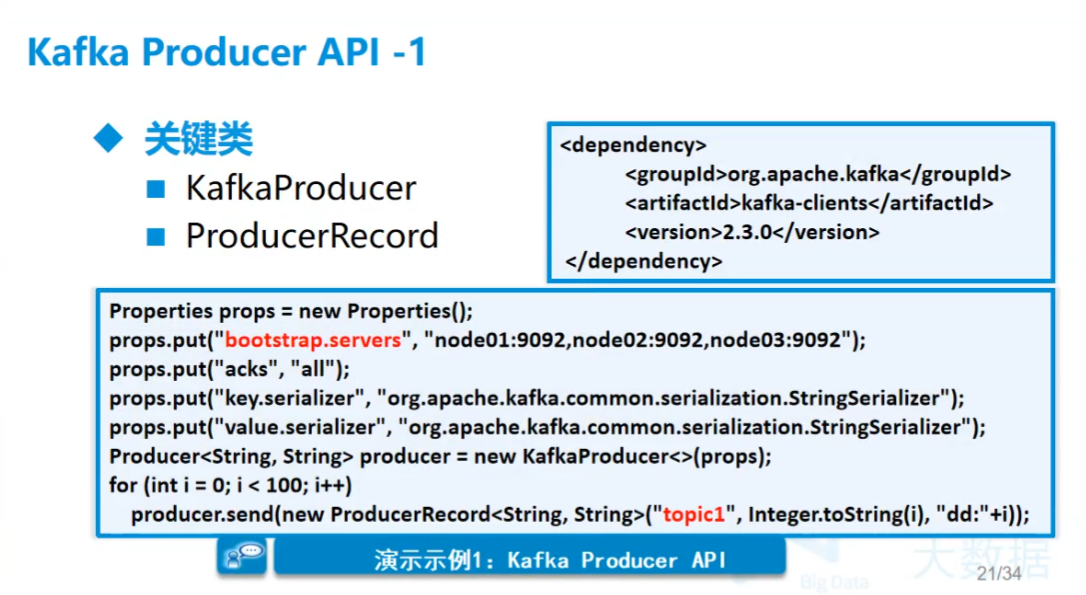 Kafka Producer API -1
关键类
KafkaProducer
ProducerRecord
<dependency>
<groupId>org.apache.kafka</groupId>
<artifactId>kafka-clients</artifactId>
<version>2.3.0</version>
</dependency>
Properties props = new Properties();
props.put("bootstrap.servers", "node01:9092,node02:9092,node03:9092");
props.put("acks", "all");
props.put("key.serializer", "org.apache.kafka.common.serialization.StringSerializer");
props.put("value.serializer", "org.apache.kafka.common.serialization.StringSerializer");
Producer<String, String> producer = new KafkaProducer<>(props);
for (int i = 0; i < 100; i++)
producer.send(new ProducerRecord<String, String>("topic1", Integer.toString(i), "dd:"+i));
演示示例1：Kafka Producer API
大数据
Big Data
21/34